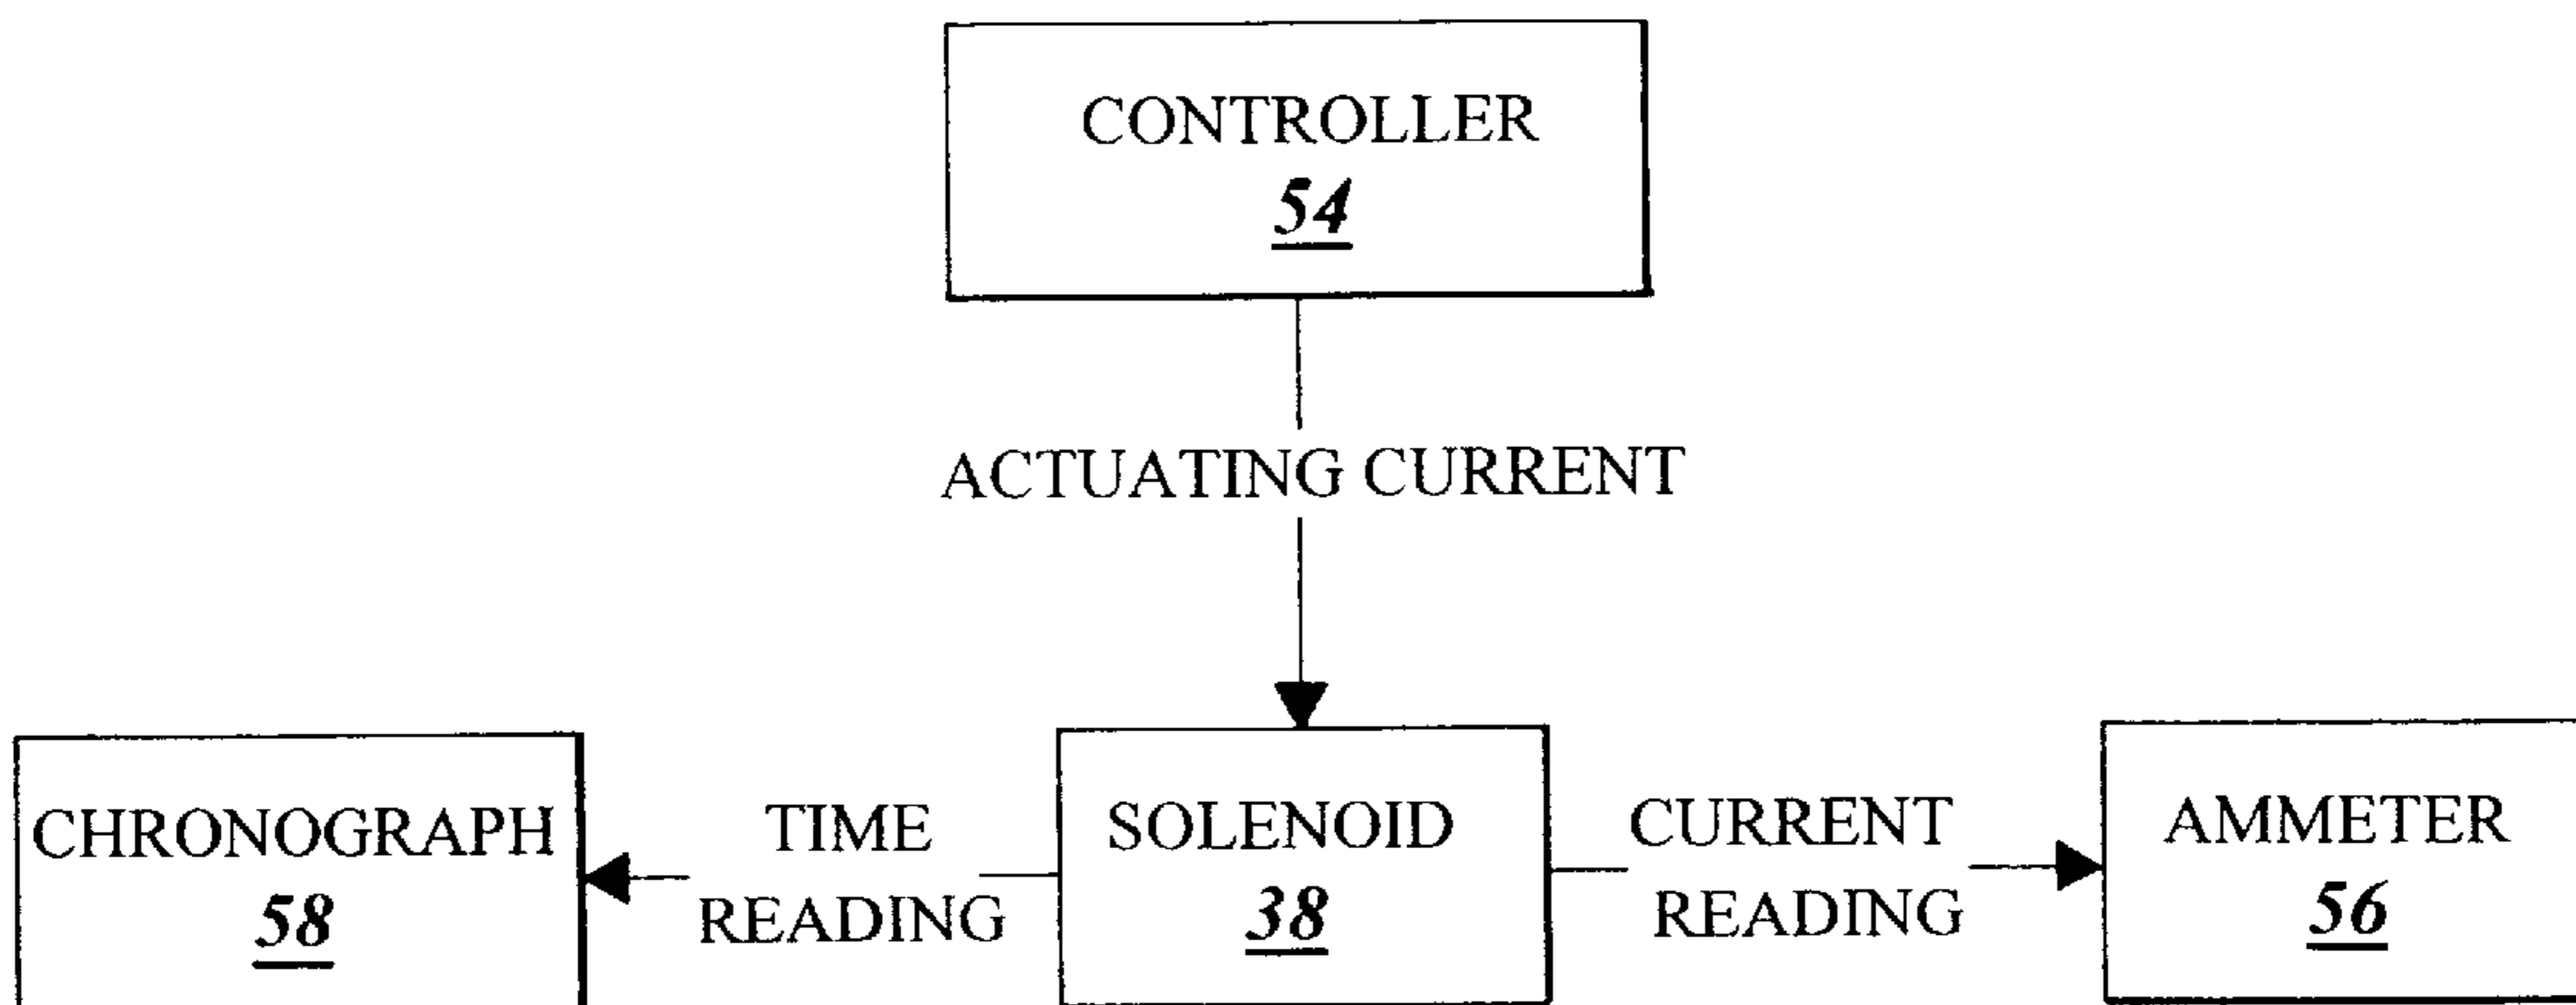 CONTROLLER
54
ACTUATING CURRENT
CHRONOGRAPH
58
TIME
READING
SOLENOID
38
CURRENT
READING
AMMETER
56